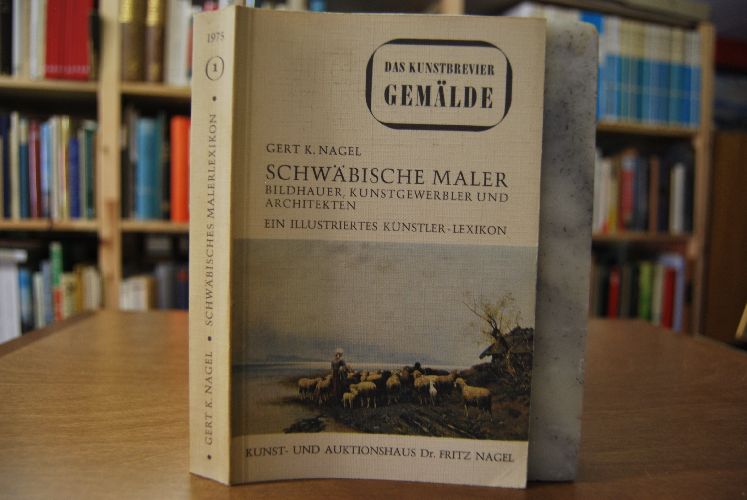 DAS KUNSTBREVIER
GEMÄLDE
GERT K. NAGEL
SCHWÄBISCHE MALER
BILDHAUER, KUNSTGEWERBLER UND
ARCHITEKTEN
EIN ILLUSTRIERTES KÜNSTLER-LEXIKON
KUNST- UND AUKTIONSHAUS Dr. FRITZ NAGEL
• GERT K. NAGEL • SCHWÄBISCHES MALERLEXIKON •
1
1975